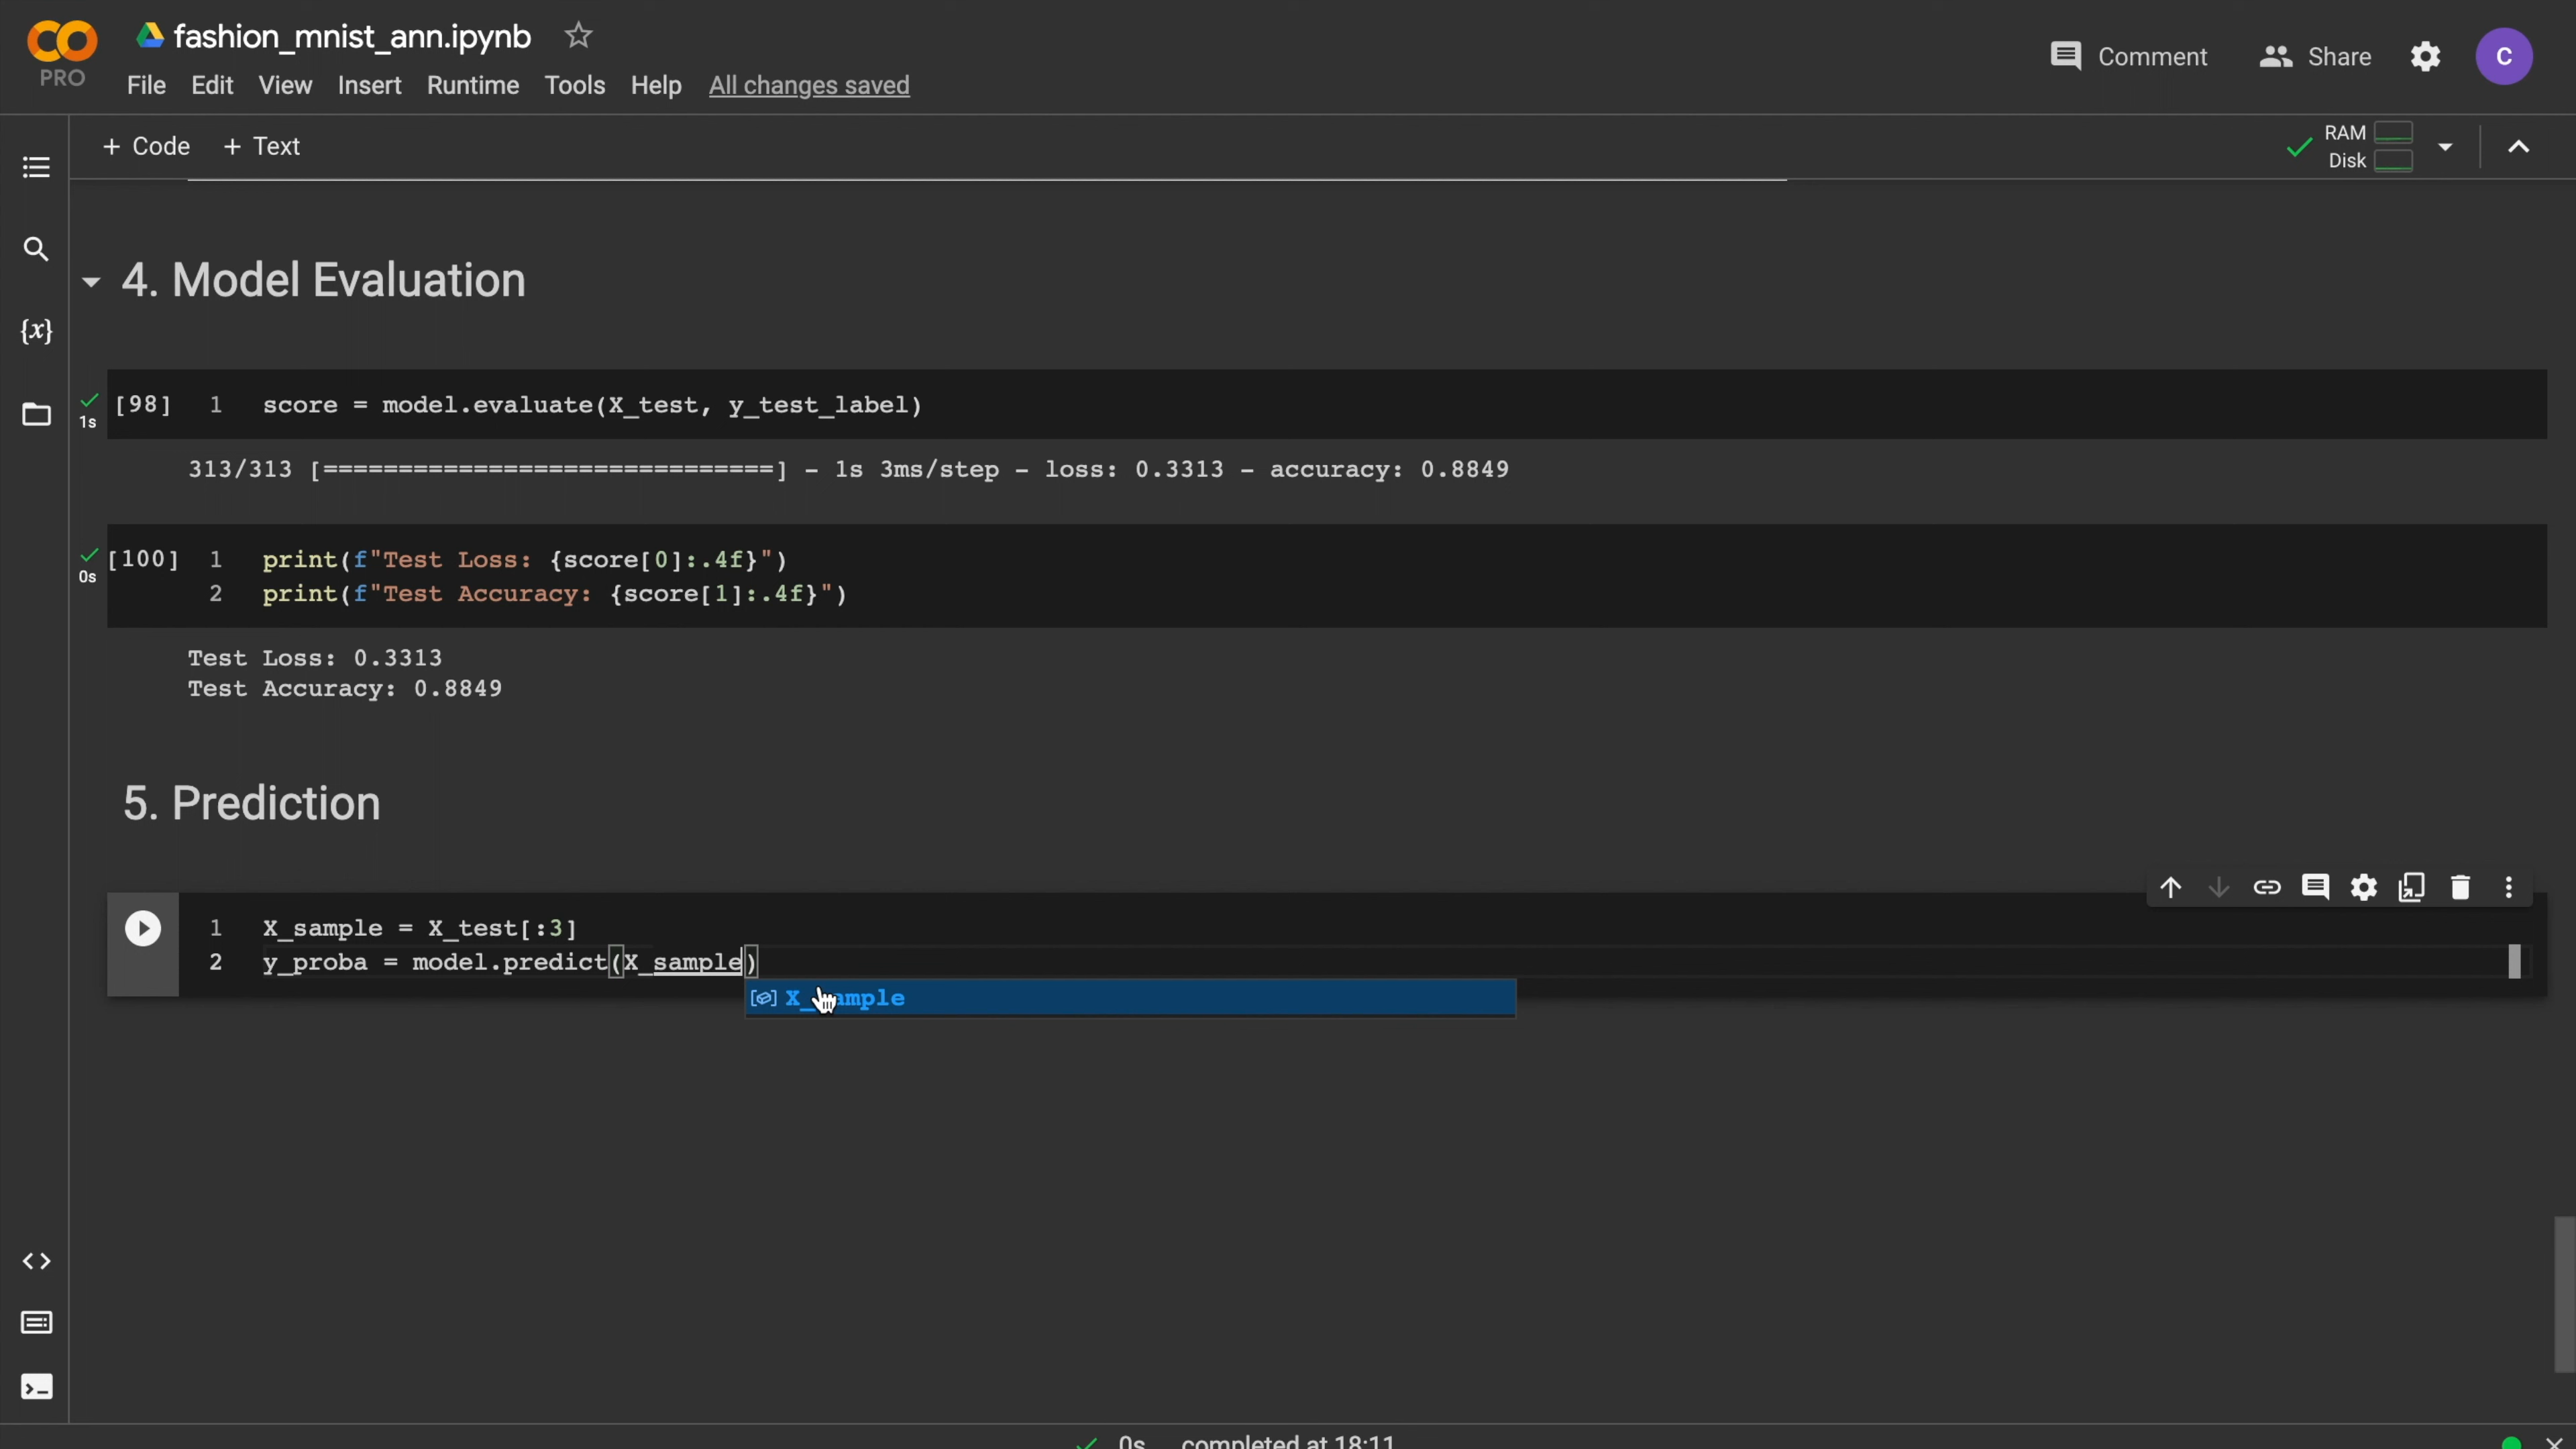 fashion_mnist_ann.ipynb
PRO
File Edit View Insert Runtime Tools Help All changes saved
Comment Share C
+ Code + Text
RAM
Disk
{x}
4. Model Evaluation
1s [98] 1 score = model.evaluate(X_test, y_test_label)
313/313 [==============================] - 1s 3ms/step - loss: 0.3313 - accuracy: 0.8849
[100] 1 print(f"Test Loss: {score[0]:.4f}")
0s 2 print(f"Test Accuracy: {score[1]:.4f}")
Test Loss: 0.3313
Test Accuracy: 0.8849
5. Prediction
1 X_sample = X_test[:3]
2 y_proba = model.predict(X_sample)
X_sample
0s completed at 18:11